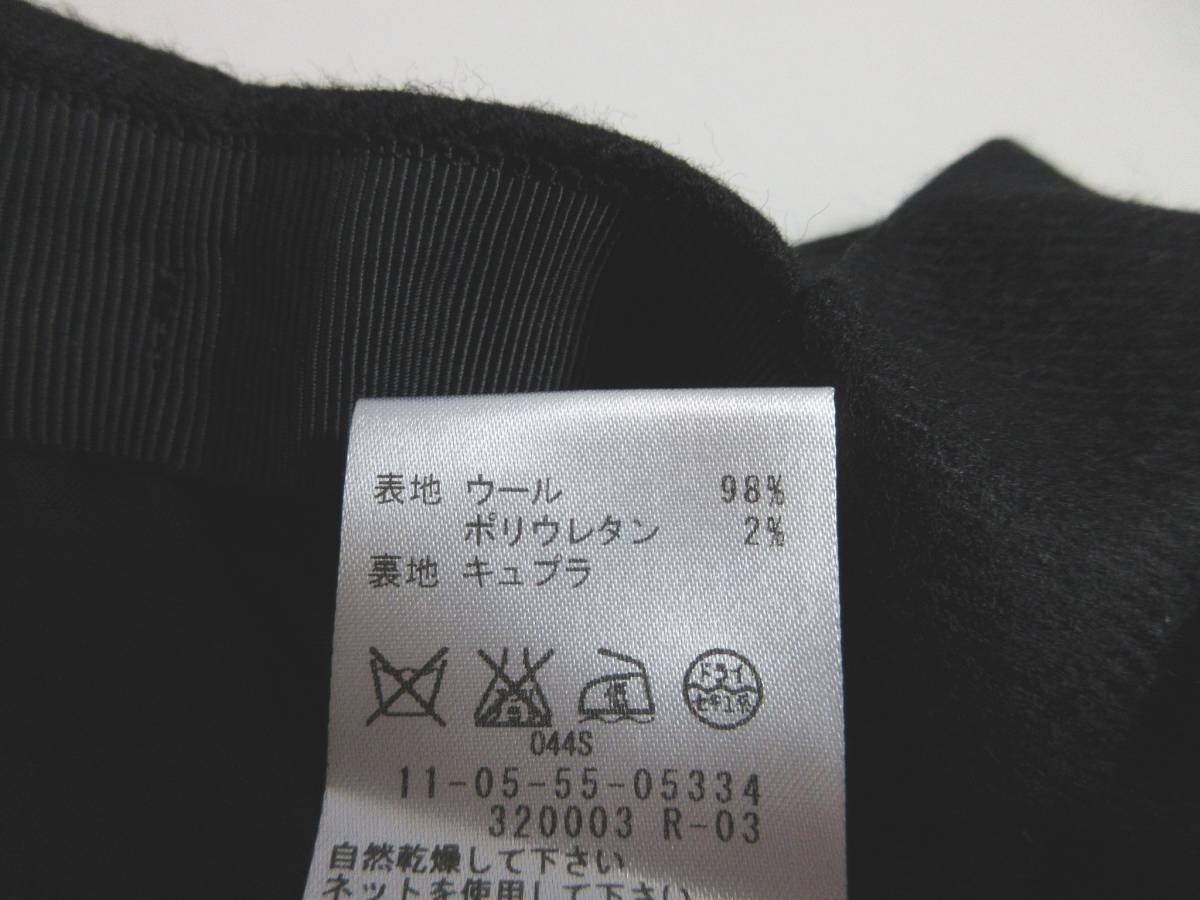 表地 ウール 98%
ポリウレタン 2%
裏地 キュプラ
低 ドライ
セキユ系
044S
11-05-55-05334
320003 R-03
自然乾燥して下さい
ネットを使用して下さい